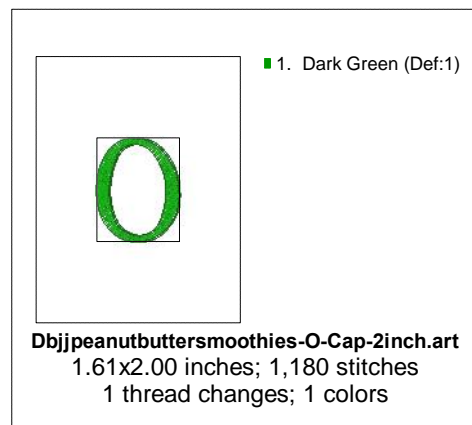 1. Dark Green (Def:1)
O
Dbjjpeanutbuttersmoothies-O-Cap-2inch.art
1.61x2.00 inches; 1,180 stitches
1 thread changes; 1 colors